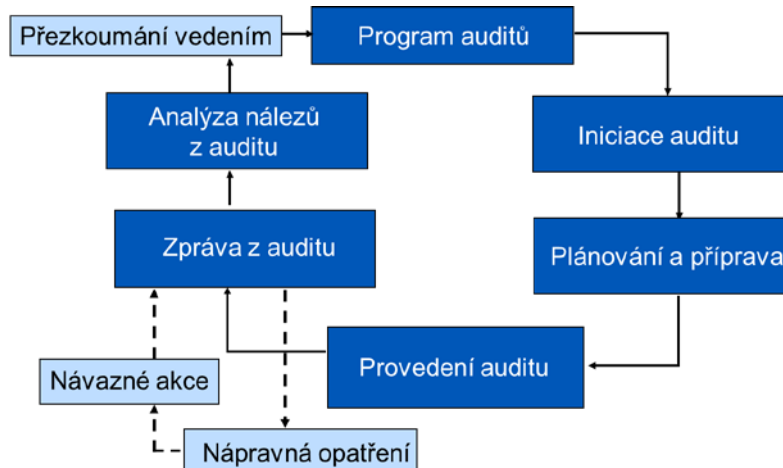 Přezkoumání vedením
Program auditů
Analýza nálezů
z auditu
Iniciace auditu
Zpráva z auditu
Plánování a příprava
Provedení auditu
Návazné akce
Nápravná opatření